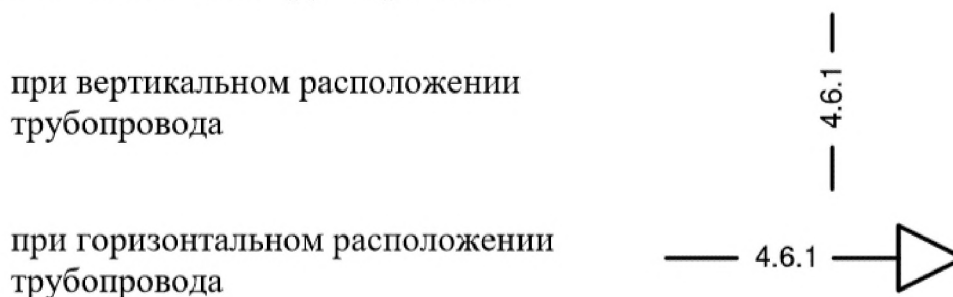 при вертикальном расположении
трубопровода
4.6.1
при горизонтальном расположении
трубопровода
4.6.1